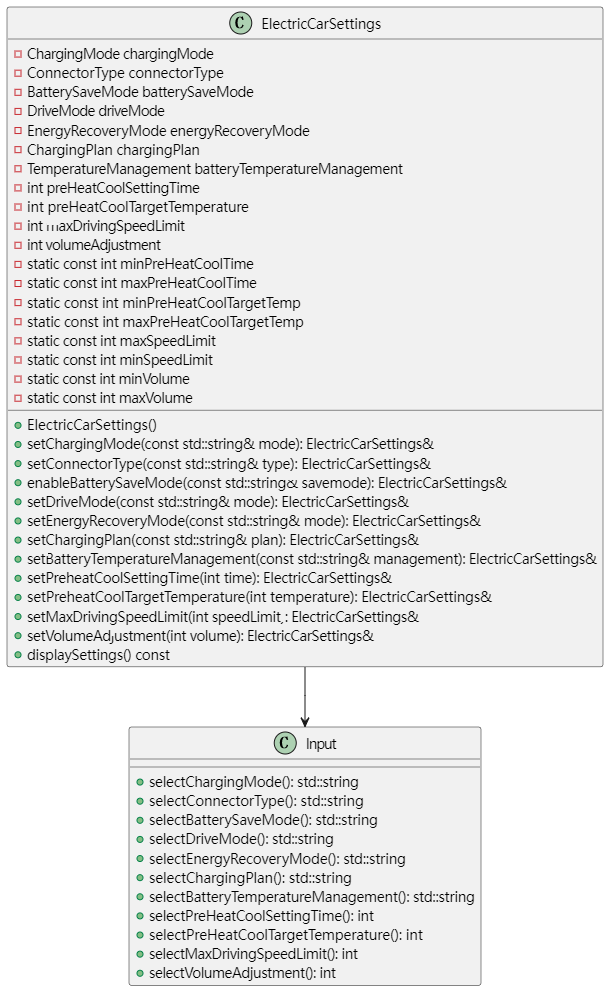 C ElectricCarSettings
ChargingMode chargingMode
ConnectorType connectorType
BatterySaveMode batterySaveMode
DriveMode driveMode
EnergyRecoveryMode energyRecoveryMode
ChargingPlan chargingPlan
TemperatureManagement batteryTemperatureManagement
int preHeatCoolSettingTime
int preHeatCoolTargetTemperature
int maxDrivingSpeedLimit
int volumeAdjustment
static const int minPreHeatCoolTime
static const int maxPreHeatCoolTime
static const int minPreHeatCoolTargetTemp
static const int maxPreHeatCoolTargetTemp
static const int maxSpeedLimit
static const int minSpeedLimit
static const int minVolume
static const int maxVolume
ElectricCarSettings()
setChargingMode(const std::string& mode): ElectricCarSettings&
setConnectorType(const std::string& type): ElectricCarSettings&
enableBatterySaveMode(const std::string& savemode): ElectricCarSettings&
setDriveMode(const std::string& mode): ElectricCarSettings&
setEnergyRecoveryMode(const std::string& mode): ElectricCarSettings&
setChargingPlan(const std::string& plan): ElectricCarSettings&
setBatteryTemperatureManagement(const std::string& management): ElectricCarSettings&
setPreheatCoolSettingTime(int time): ElectricCarSettings&
setPreheatCoolTargetTemperature(int temperature): ElectricCarSettings&
setMaxDrivingSpeedLimit(int speedLimit): ElectricCarSettings&
setVolumeAdjustment(int volume): ElectricCarSettings&
displaySettings() const
C Input
selectChargingMode(): std::string
selectConnectorType(): std::string
selectBatterySaveMode(): std::string
selectDriveMode(): std::string
selectEnergyRecoveryMode(): std::string
selectChargingPlan(): std::string
selectBatteryTemperatureManagement(): std::string
selectPreHeatCoolSettingTime(): int
selectPreHeatCoolTargetTemperature(): int
selectMaxDrivingSpeedLimit(): int
selectVolumeAdjustment(): int